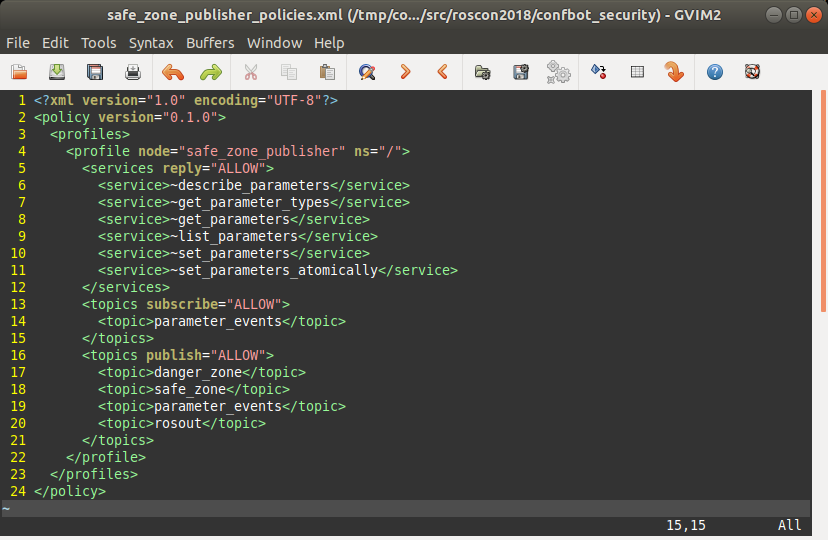 safe_zone_publisher_policies.xml (/tmp/co.../src/roscon2018/confbot_security) - GVIM2
File Edit Tools Syntax Buffers Window Help
1 <?xml version="1.0" encoding="UTF-8"?>
2 <policy version="0.1.0">
3   <profiles>
4     <profile node="safe_zone_publisher" ns="/">
5       <services reply="ALLOW">
6         <service>~describe_parameters</service>
7         <service>~get_parameter_types</service>
8         <service>~get_parameters</service>
9         <service>~list_parameters</service>
10         <service>~set_parameters</service>
11         <service>~set_parameters_atomically</service>
12       </services>
13       <topics subscribe="ALLOW">
14         <topic>parameter_events</topic>
15       </topics>
16       <topics publish="ALLOW">
17         <topic>danger_zone</topic>
18         <topic>safe_zone</topic>
19         <topic>parameter_events</topic>
20         <topic>rosout</topic>
21       </topics>
22     </profile>
23   </profiles>
24 </policy>
~
15,15 All